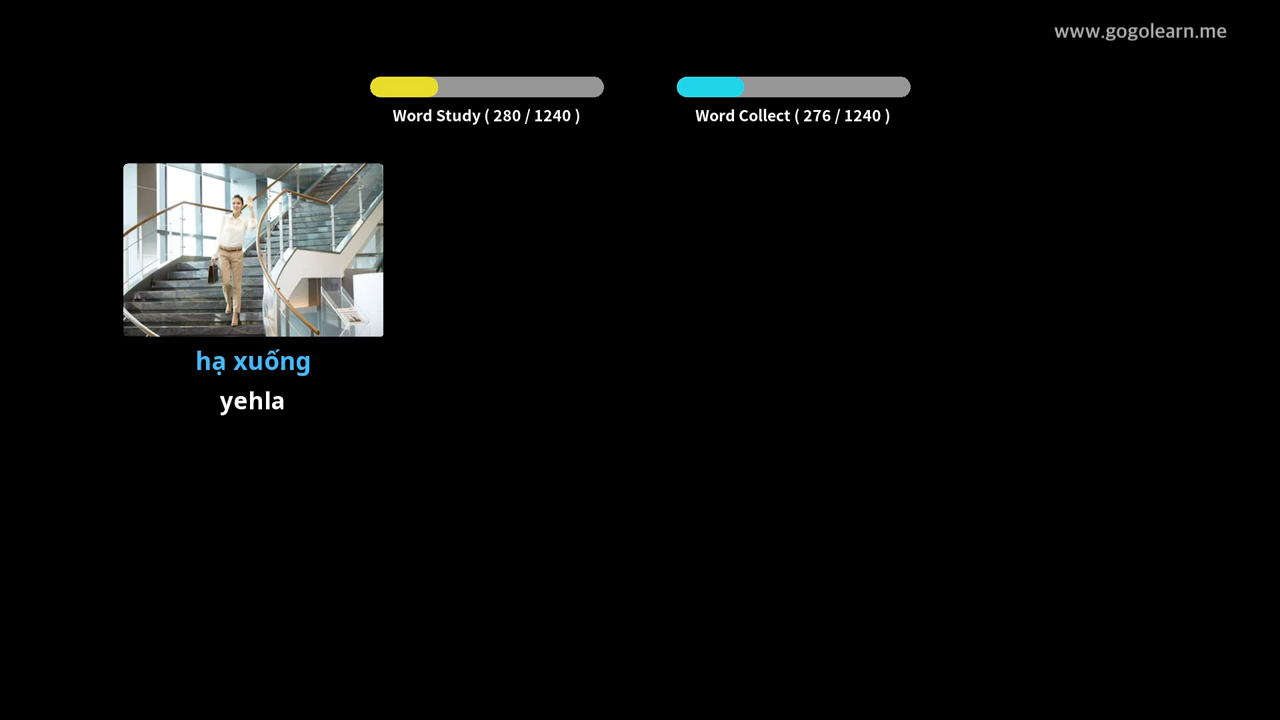 www.gogolearn.me
Word Study ( 280 / 1240 )
Word Collect ( 276 / 1240 )
hạ xuống
yehla